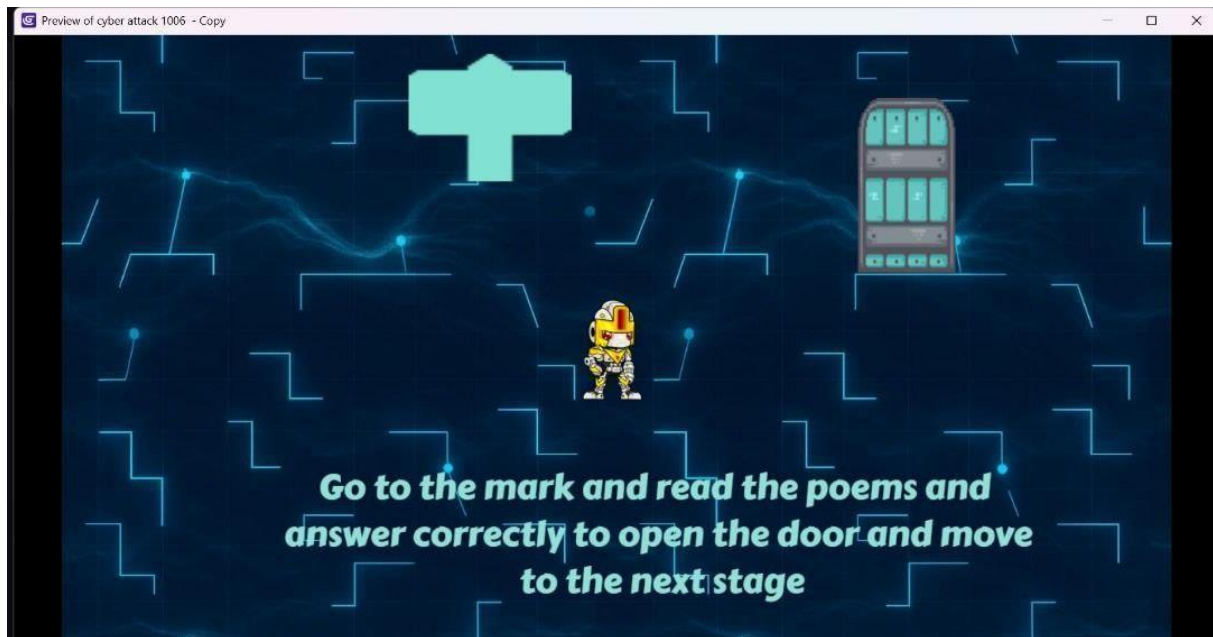 Preview of cyber attack 1006 - Copy
Go to the mark and read the poems and
answer correctly to open the door and move
to the next stage